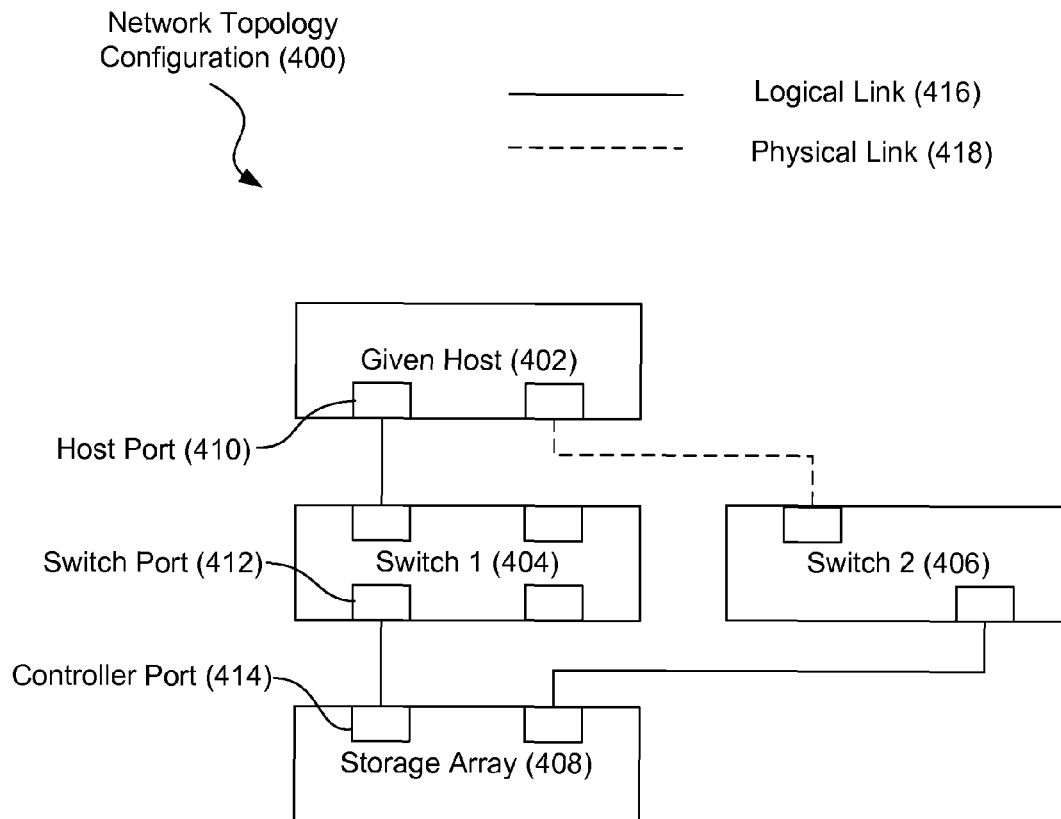 Network Topology
Configuration (400)
Logical Link (416)
Physical Link (418)
Given Host (402)
Host Port (410)
Switch Port (412)
Switch 1 (404)
Switch 2 (406)
Controller Port (414)
Storage Array (408)